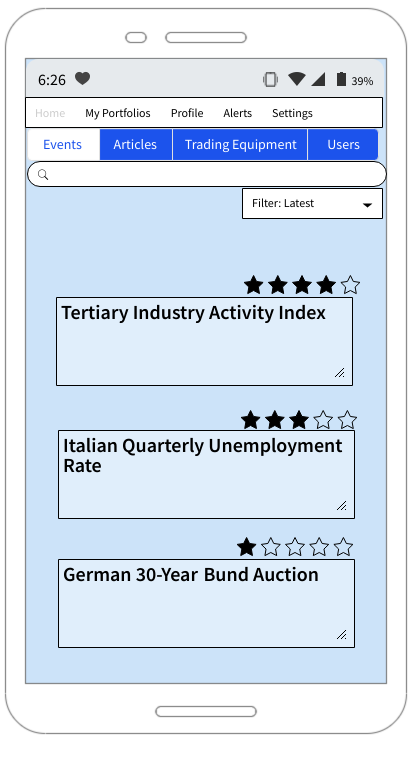 6:26 39%
Home My Portfolios Profile Alerts Settings
Events Articles Trading Equipment Users
Filter: Latest
Tertiary Industry Activity Index
Italian Quarterly Unemployment
Rate
German 30-Year Bund Auction